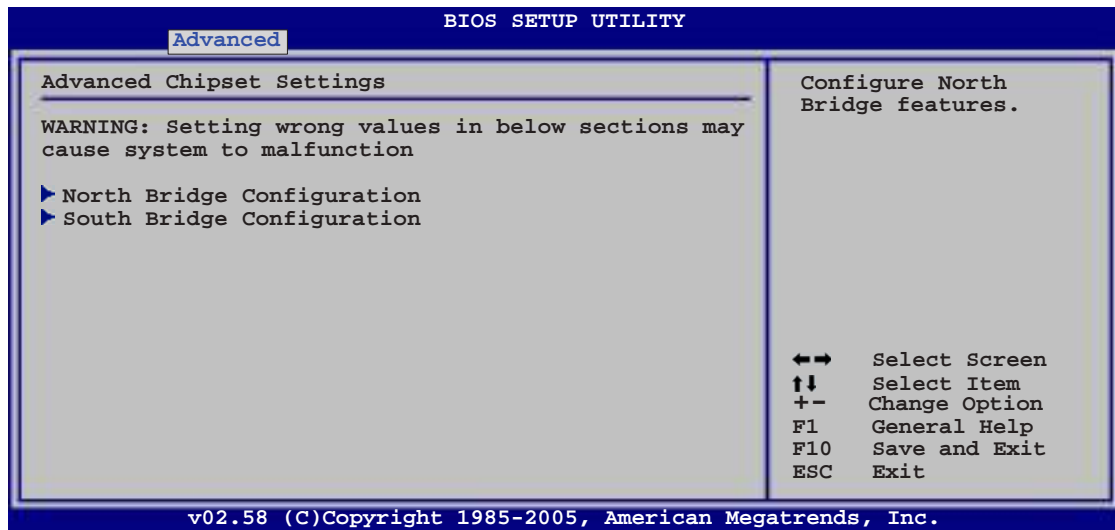 BIOS SETUP UTILITY
Advanced
Advanced Chipset Settings
WARNING: Setting wrong values in below sections may
cause system to malfunction
North Bridge Configuration
South Bridge Configuration
Configure North
Bridge features.
←→ Select Screen
↑↓ Select Item
+- Change Option
F1 General Help
F10 Save and Exit
ESC Exit
v02.58 (C)Copyright 1985-2005, American Megatrends, Inc.